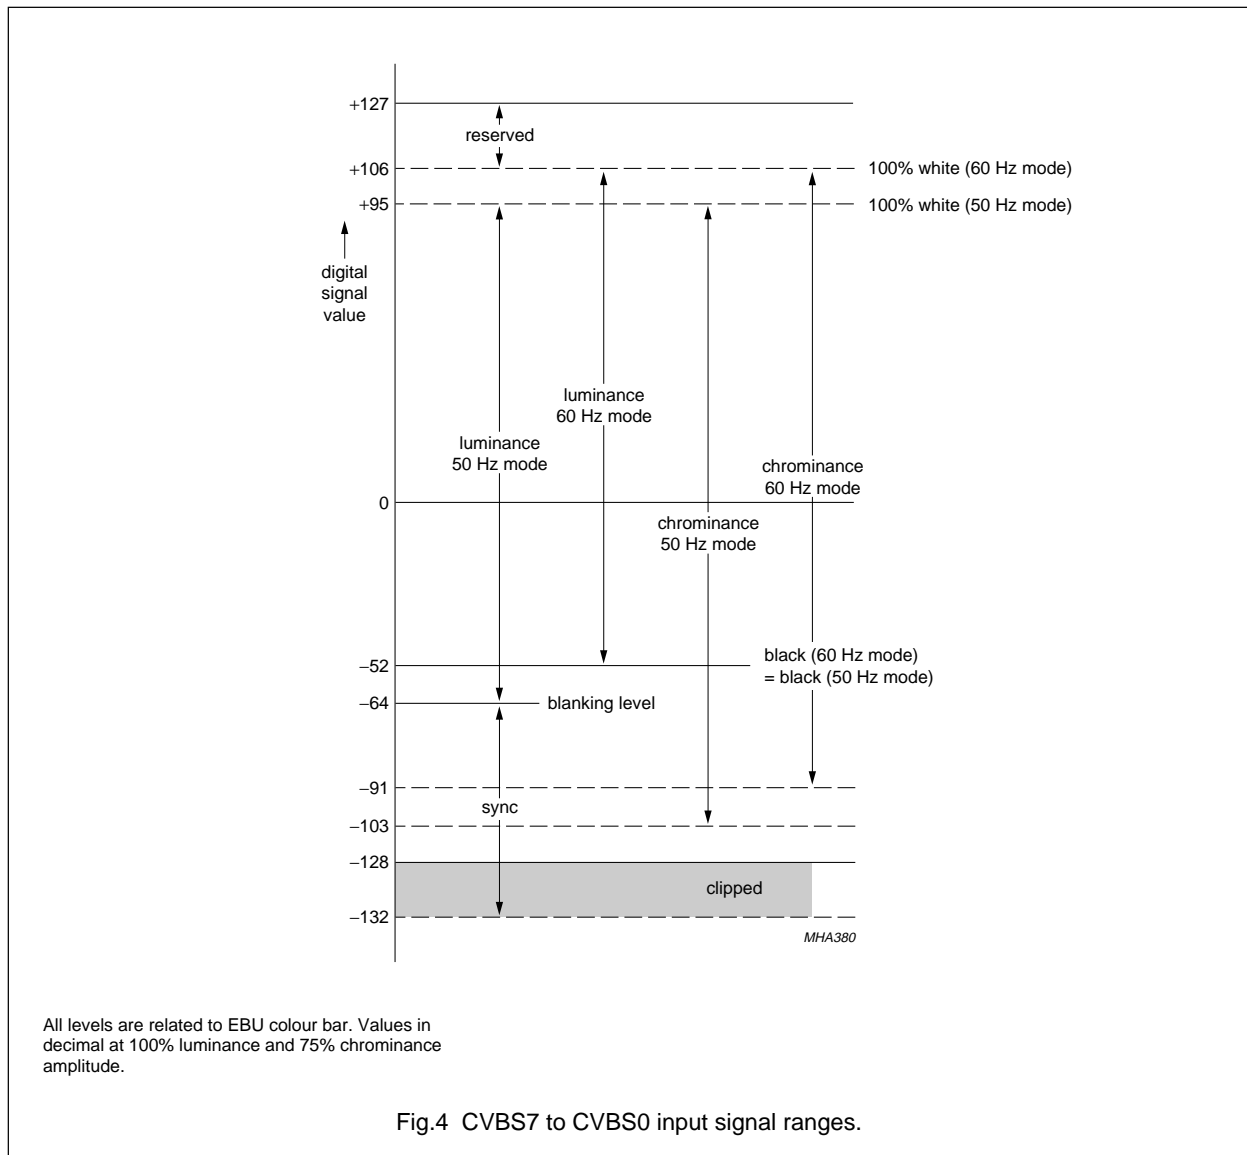 +127
reserved
+106
100% white (60 Hz mode)
+95
100% white (50 Hz mode)
digital
signal
value
luminance
60 Hz mode
luminance
50 Hz mode
chrominance
60 Hz mode
0
chrominance
50 Hz mode
−52
black (60 Hz mode)
= black (50 Hz mode)
−64
blanking level
−91
sync
−103
−128
clipped
−132
MHA380
All levels are related to EBU colour bar. Values in
decimal at 100% luminance and 75% chrominance
amplitude.
Fig.4 CVBS7 to CVBS0 input signal ranges.